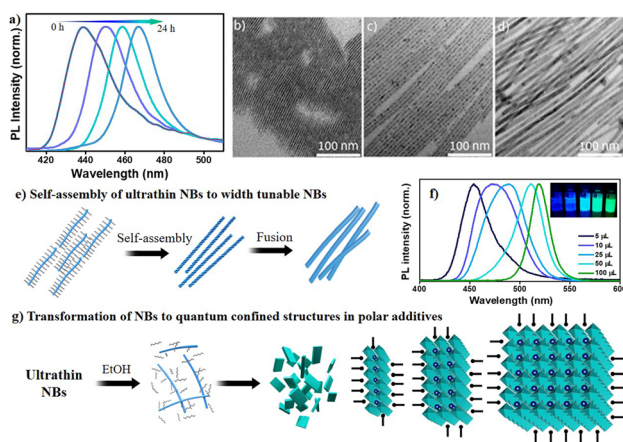 a)
0 h
24 h
PL Intensity (norm.)
440
460
480
500
Wavelength (nm)
b)
100 nm
c)
100 nm
d)
100 nm
e) Self-assembly of ultrathin NBs to width tunable NBs
Self-assembly
Fusion
f)
PL intensity (norm.)
5 µL
10 µL
25 µL
50 µL
100 µL
400
450
500
550
600
Wavelength (nm)
g) Transformation of NBs to quantum confined structures in polar additives
Ultrathin
NBs
EtOH